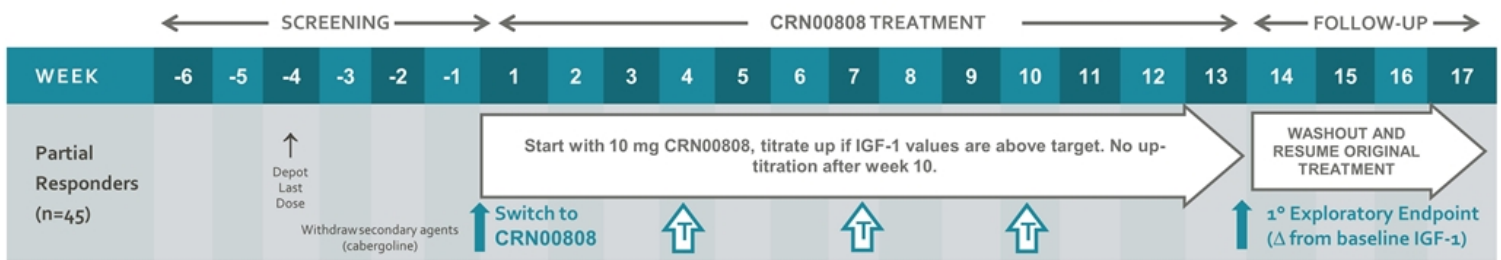 SCREENING
CRN00808 TREATMENT
FOLLOW-UP
WEEK -6 -5 -4 -3 -2 -1 1 2 3 4 5 6 7 8 9 10 11 12 13 14 15 16 17
Partial
Responders
(n=45)
Depot
Last
Dose
Withdraw secondary agents
(cabergoline)
Start with 10 mg CRN00808, titrate up if IGF-1 values are above target. No up-
titration after week 10.
Switch to
CRN00808
T T T
WASHOUT AND
RESUME ORIGINAL
TREATMENT
1° Exploratory Endpoint
(Δ from baseline IGF-1)